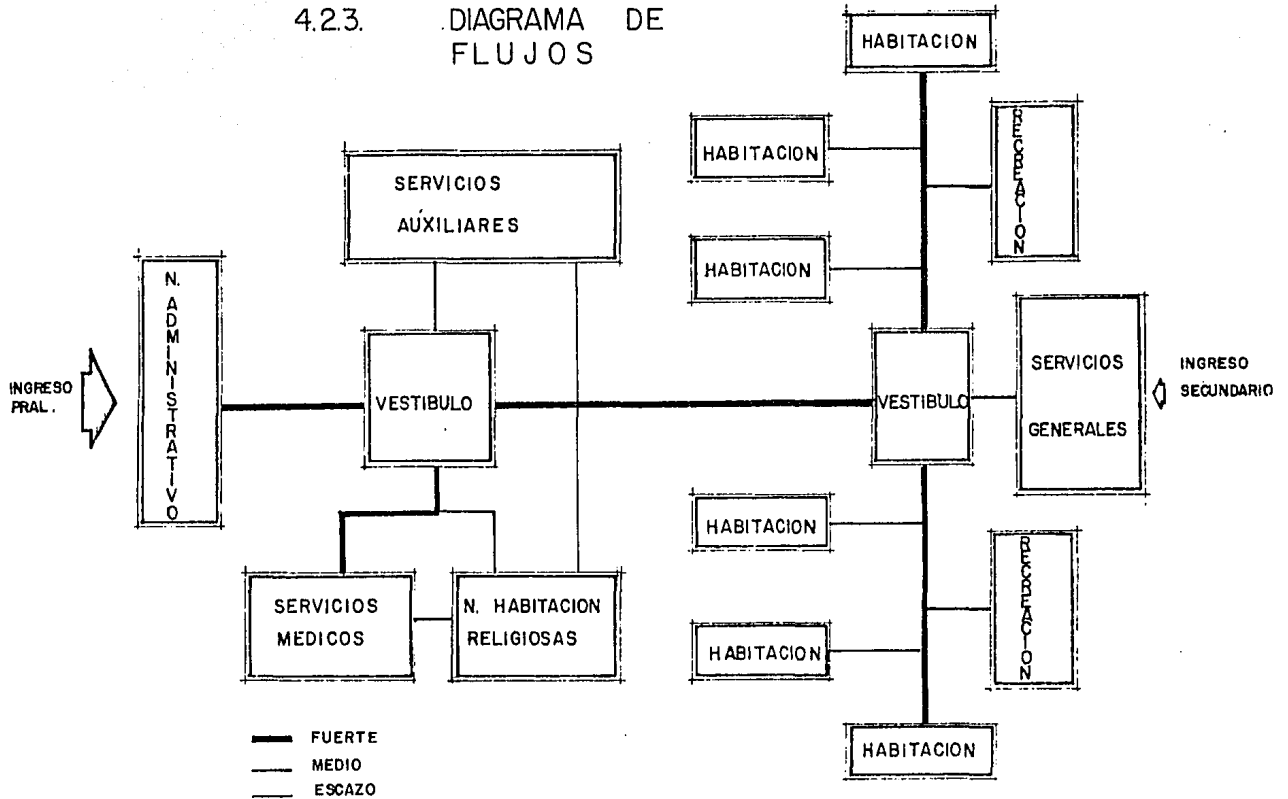 4.2.3. .DIAGRAMA DE
FLUJOS
HABITACION
HABITACION
RECREACION
SERVICIOS
AUXILIARES
HABITACION
N. ADMINISTRATIVO
INGRESO
PRAL.
VESTIBULO
VESTIBULO
SERVICIOS
GENERALES
INGRESO
SECUNDARIO
HABITACION
RECREACION
SERVICIOS
MEDICOS
N. HABITACION
RELIGIOSAS
HABITACION
HABITACION
FUERTE
MEDIO
ESCAZO